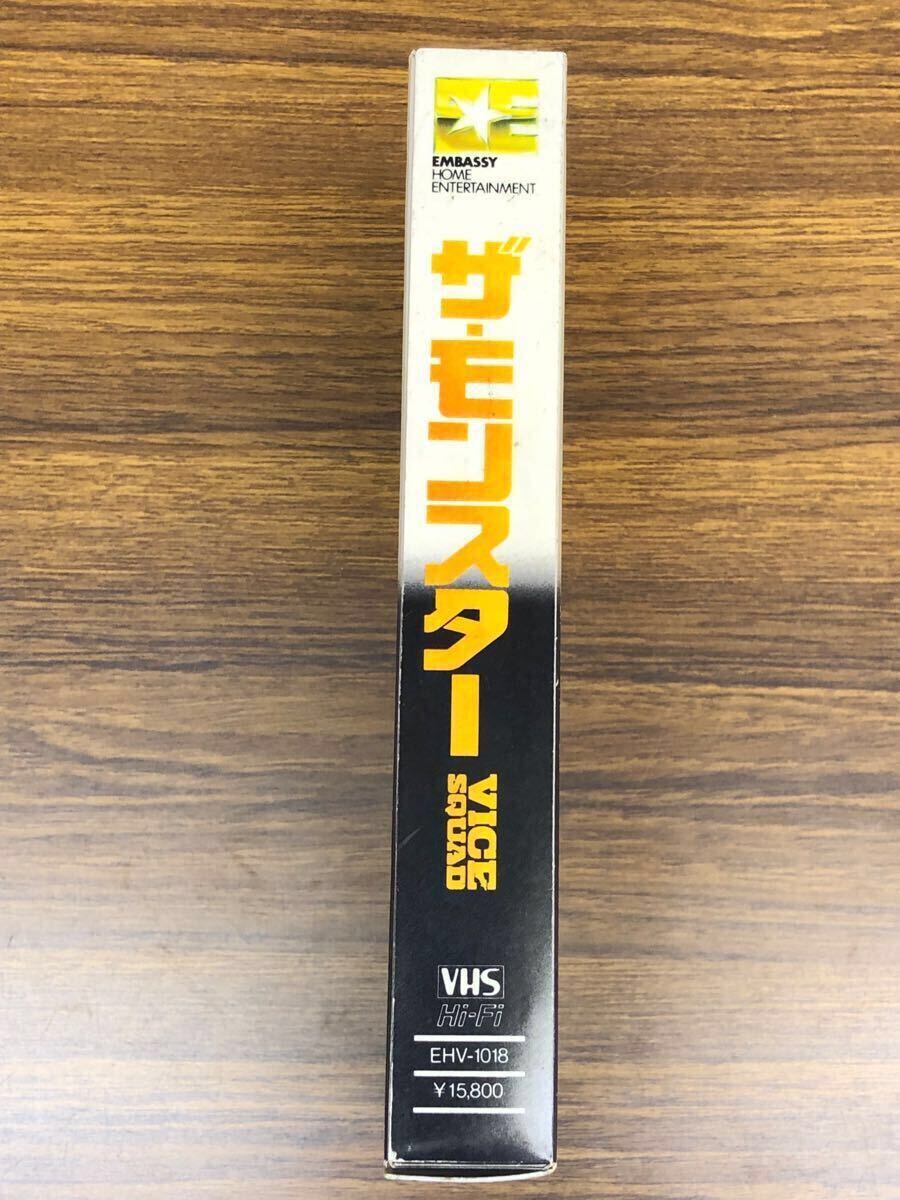 EMBASSY
HOME
ENTERTAINMENT
ザ・モンスター
VICE
SQUAD
VHS
Hi-Fi
EHV-1018
¥15,800